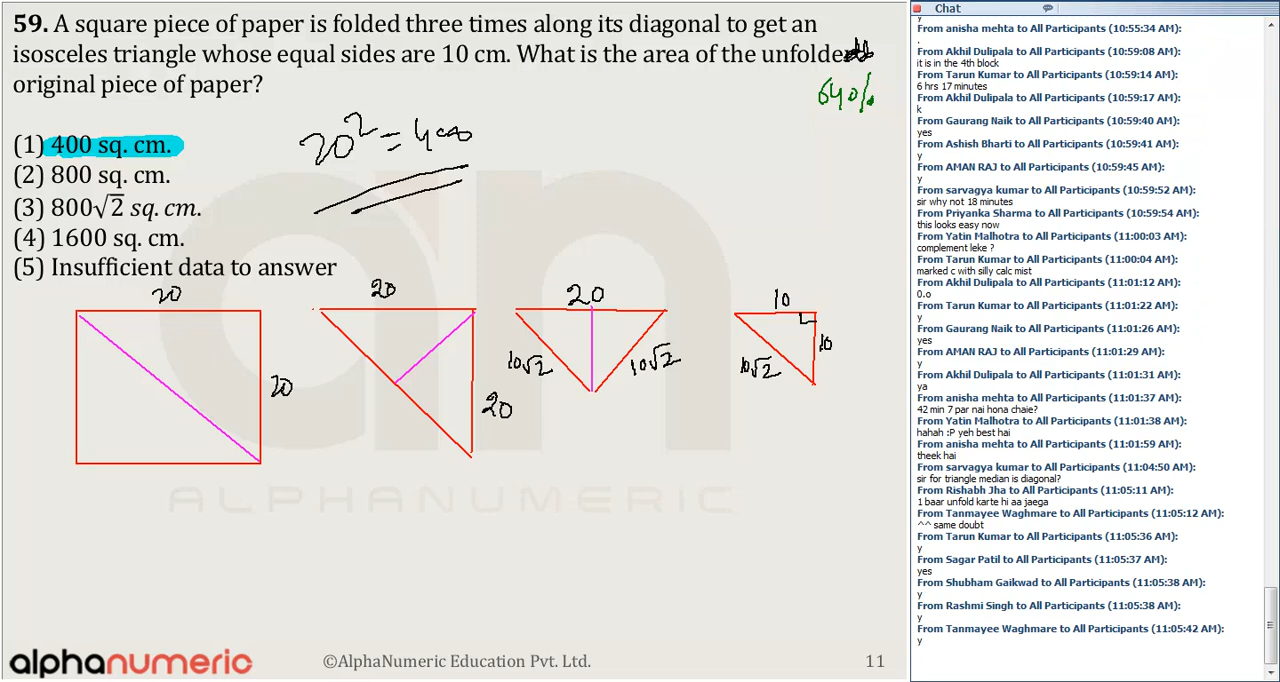 59. A square piece of paper is folded three times along its diagonal to get an
isosceles triangle whose equal sides are 10 cm. What is the area of the unfolded
original piece of paper?
64%
20² = 400
(1) 400 sq. cm.
(2) 800 sq. cm.
(3) 800√2 sq. cm.
(4) 1600 sq. cm.
(5) Insufficient data to answer
20
20
20
10
20
20
10√2
10√2
10√2
10
ALPHANUMERIC
alphanumeric
©AlphaNumeric Education Pvt. Ltd.
11
Chat
y
From anisha mehta to All Participants (10:55:34 AM):
,
From Akhil Dulipala to All Participants (10:59:08 AM):
it is in the 4th block
From Tarun Kumar to All Participants (10:59:14 AM):
6 hrs 17 minutes
From Akhil Dulipala to All Participants (10:59:17 AM):
k
From Gaurang Naik to All Participants (10:59:40 AM):
yes
From Ashish Bharti to All Participants (10:59:41 AM):
y
From AMAN RAJ to All Participants (10:59:45 AM):
y
From sarvagya kumar to All Participants (10:59:52 AM):
sir why not 18 minutes
From Priyanka Sharma to All Participants (10:59:54 AM):
this looks easy now
From Yatin Malhotra to All Participants (11:00:03 AM):
complement leke ?
From Tarun Kumar to All Participants (11:00:04 AM):
marked c with silly calc mist
From Akhil Dulipala to All Participants (11:01:12 AM):
0.o
From Tarun Kumar to All Participants (11:01:22 AM):
y
From Gaurang Naik to All Participants (11:01:26 AM):
yes
From AMAN RAJ to All Participants (11:01:29 AM):
y
From Akhil Dulipala to All Participants (11:01:31 AM):
ya
From anisha mehta to All Participants (11:01:37 AM):
42 min 7 par nai hona chaie?
From Yatin Malhotra to All Participants (11:01:38 AM):
hahah :P yeh best hai
From anisha mehta to All Participants (11:01:59 AM):
theek hai
From sarvagya kumar to All Participants (11:04:50 AM):
sir for triangle median is diagonal?
From Rishabh Jha to All Participants (11:05:11 AM):
1 baar unfold karte hi aa jaega
From Tanmayee Waghmare to All Participants (11:05:12 AM):
^^ same doubt
From Tarun Kumar to All Participants (11:05:36 AM):
y
From Sagar Patil to All Participants (11:05:37 AM):
yes
From Shubham Gaikwad to All Participants (11:05:38 AM):
y
From Rashmi Singh to All Participants (11:05:38 AM):
y
From Tanmayee Waghmare to All Participants (11:05:42 AM):
y